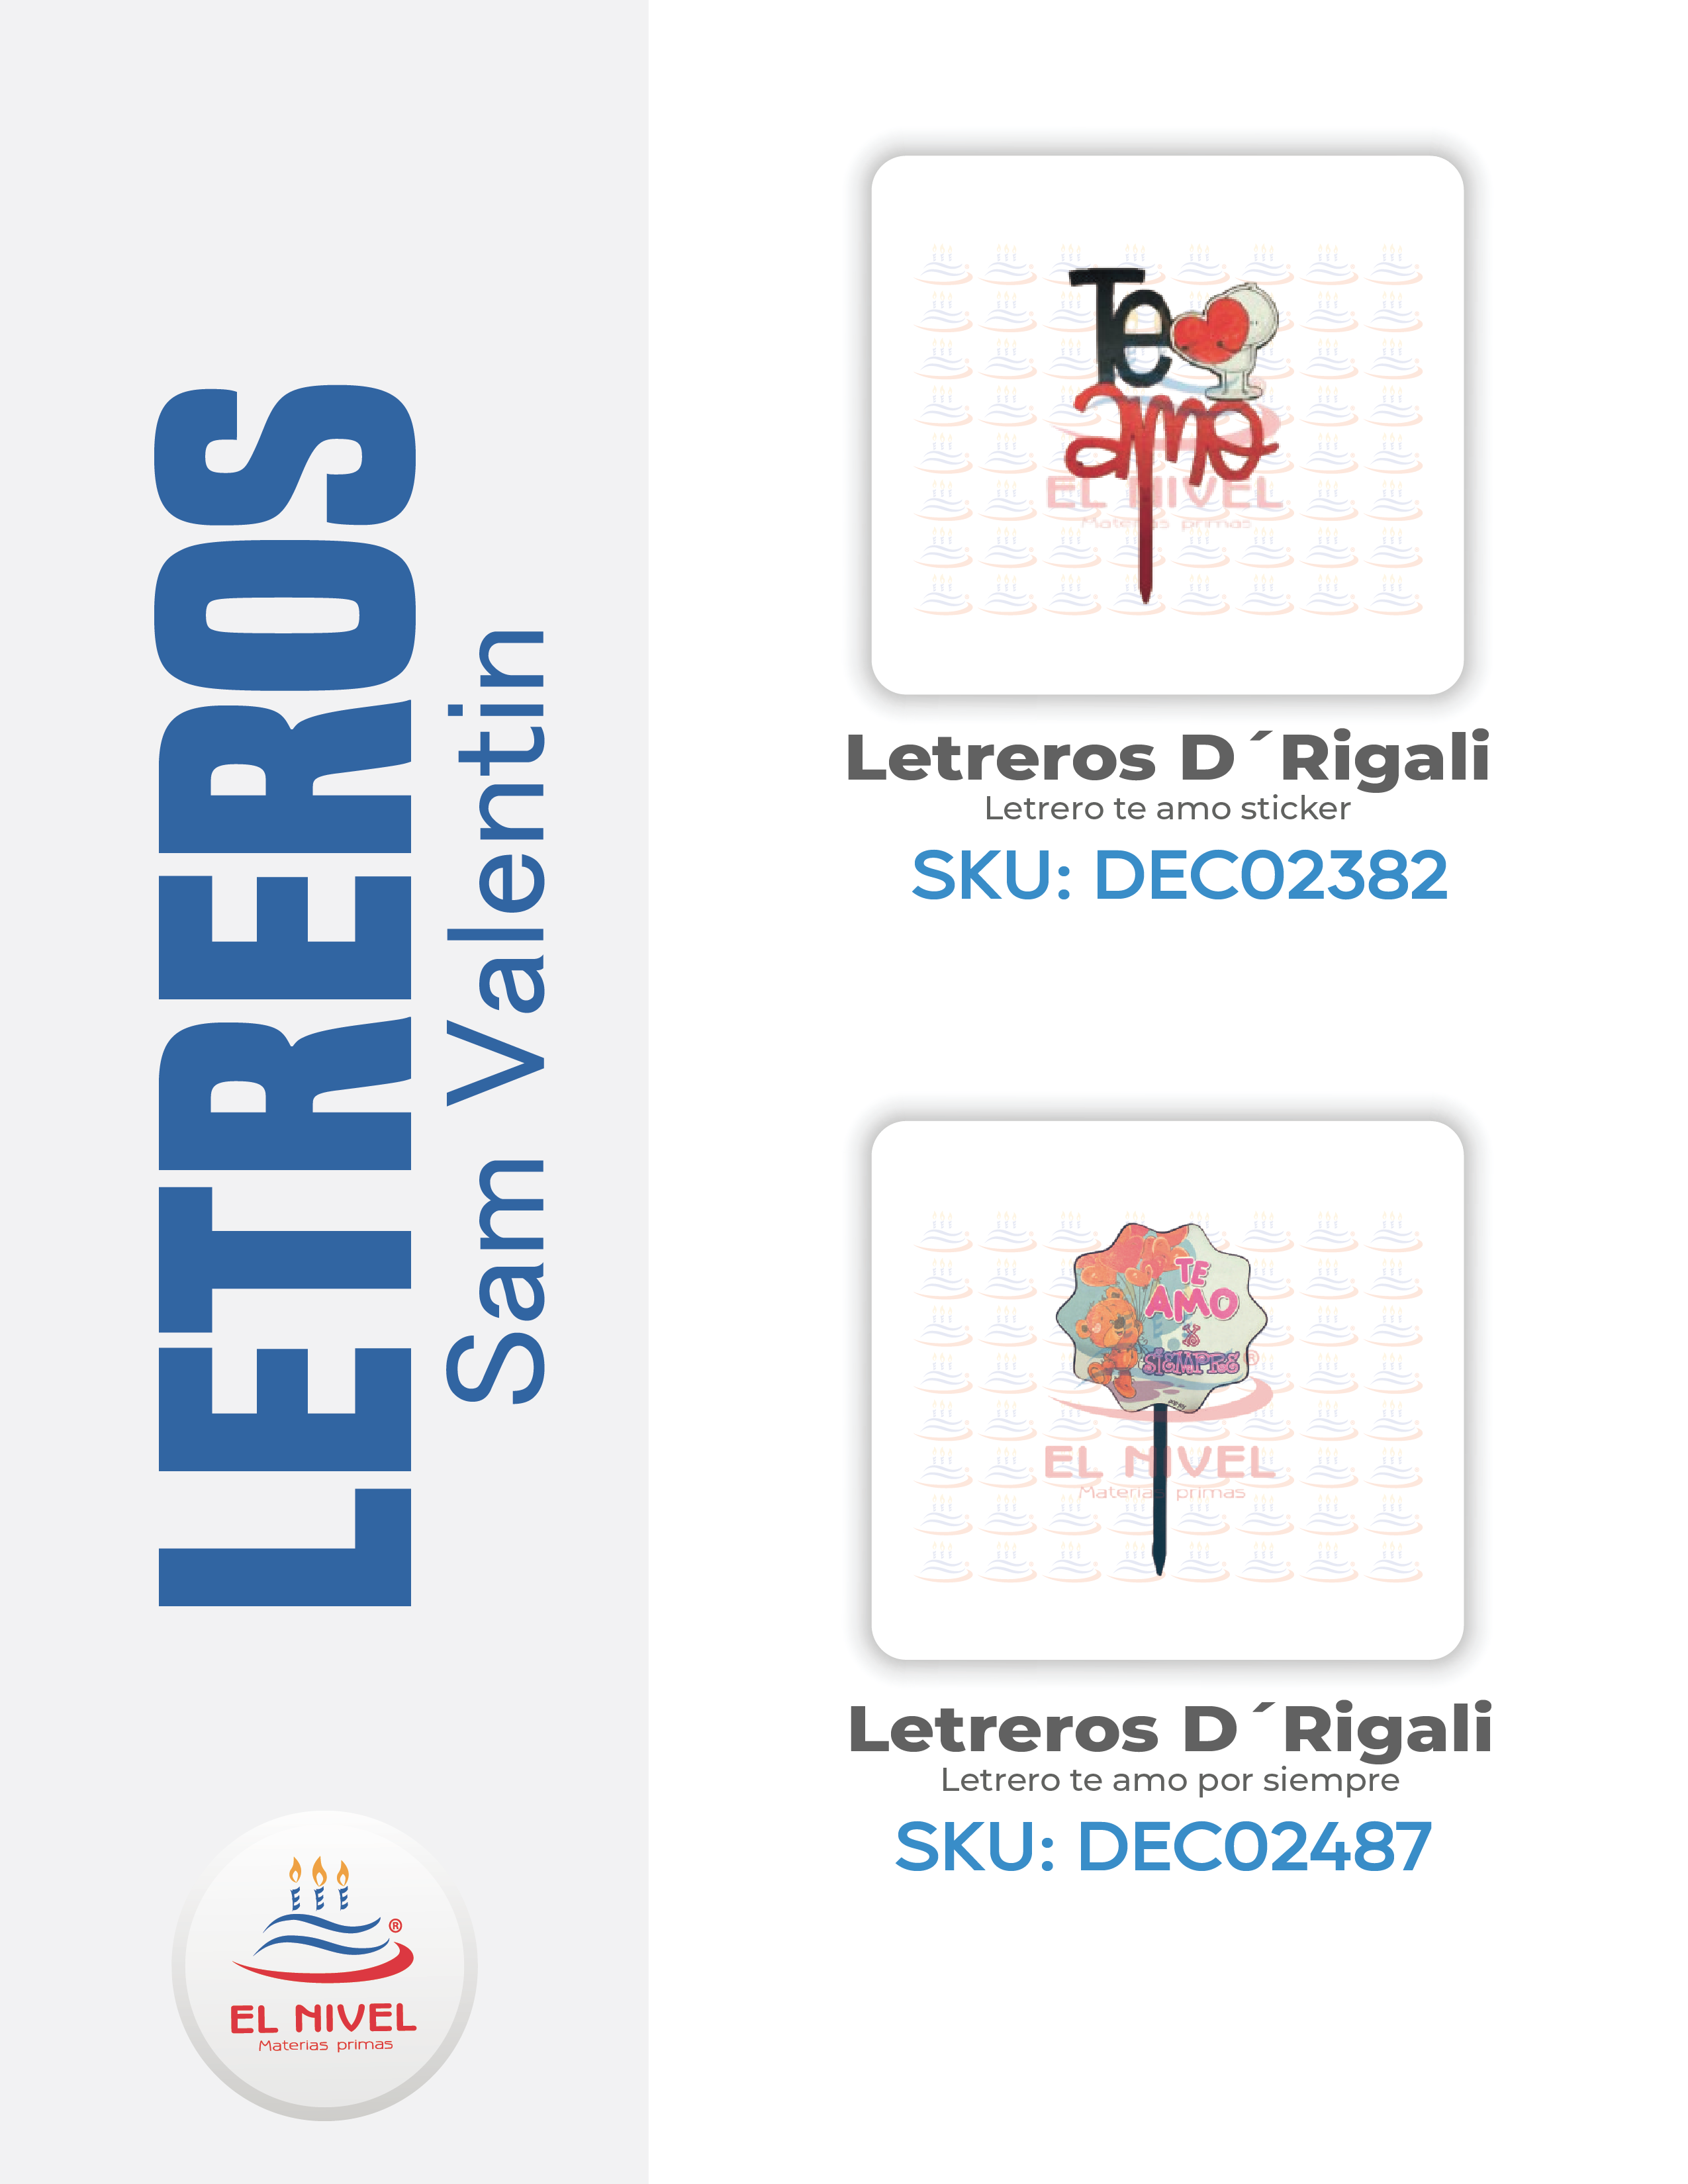 LETREROS
Sam Valentin
Te
amo
EL NIVEL
Materias primas
Letreros D´Rigali
Letrero te amo sticker
SKU: DEC02382
TE
AMO
X
SIEMPRE
®
EL NIVEL
Materias primas
Letreros D´Rigali
Letrero te amo por siempre
SKU: DEC02487
®
EL NIVEL
Materias primas